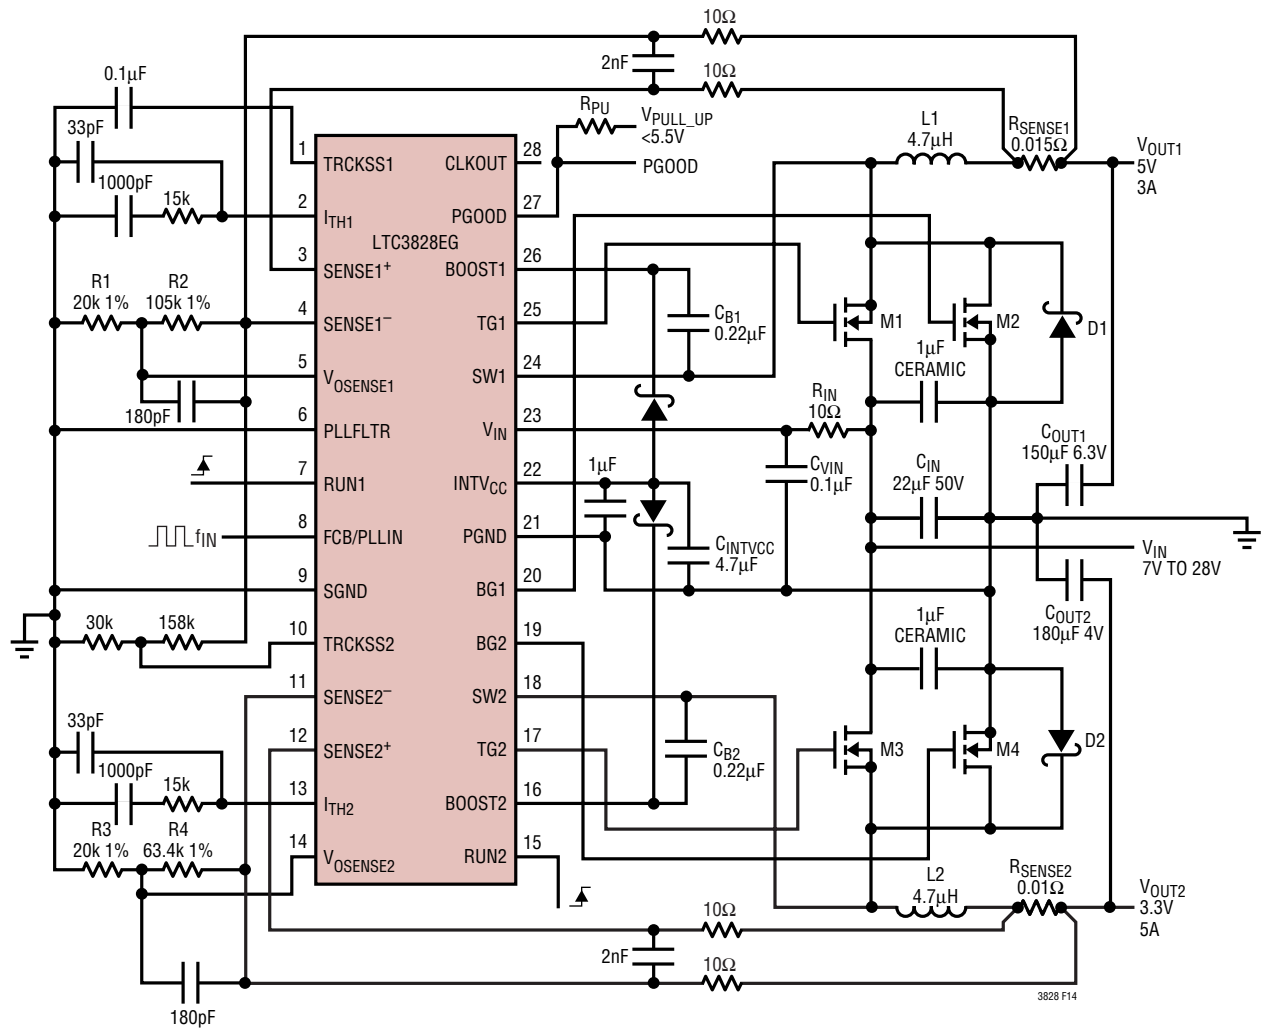 10Ω
2nF
10Ω
0.1µF
33pF
1000pF
15k
R1
20k 1%
R2
105k 1%
180pF
fIN
30k
158k
33pF
1000pF
15k
R3
20k 1%
R4
63.4k 1%
180pF
LTC3828EG
1 TRCKSS1
2 ITH1
3 SENSE1+
4 SENSE1–
5 VOSENSE1
6 PLLFLTR
7 RUN1
8 FCB/PLLIN
9 SGND
10 TRCKSS2
11 SENSE2–
12 SENSE2+
13 ITH2
14 VOSENSE2
CLKOUT 28
PGOOD 27
BOOST1 26
TG1 25
SW1 24
VIN 23
INTVCC 22
PGND 21
BG1 20
BG2 19
SW2 18
TG2 17
BOOST2 16
RUN2 15
RPU
VPULL_UP
<5.5V
PGOOD
CB1
0.22µF
1µF
CINTVCC
4.7µF
CB2
0.22µF
RIN
10Ω
CVIN
0.1µF
L1
4.7µH
RSENSE1
0.015Ω
VOUT1
5V
3A
M1
M2
D1
1µF
CERAMIC
COUT1
150µF 6.3V
CIN
22µF 50V
VIN
7V TO 28V
COUT2
180µF 4V
1µF
CERAMIC
M3
M4
D2
L2
4.7µH
RSENSE2
0.01Ω
VOUT2
3.3V
5A
10Ω
2nF
10Ω
3828 F14